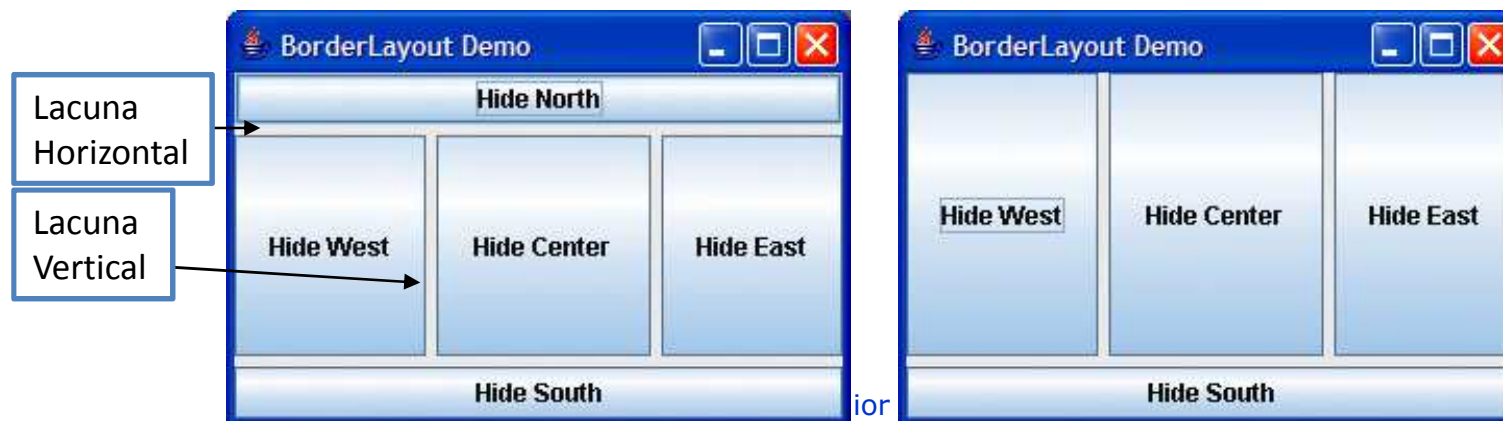 Lacuna
Horizontal
Lacuna
Vertical
BorderLayout Demo
Hide North
Hide West Hide Center Hide East
Hide South
ior
BorderLayout Demo
Hide West Hide Center Hide East
Hide South